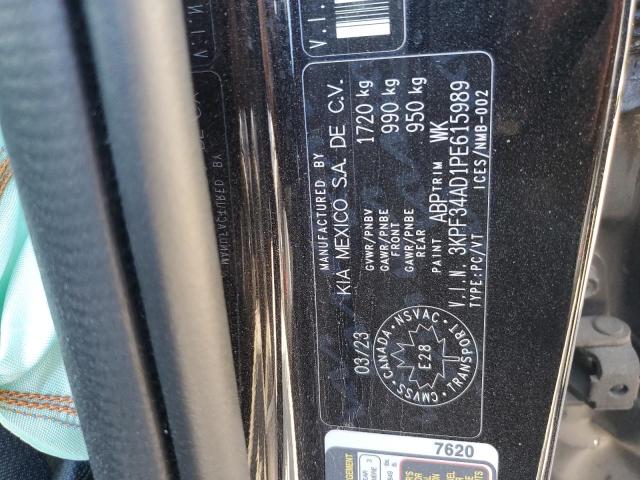 V.I.N.
MANUFACTURED BY
KIA MEXICO S.A. DE C.V.
GVWR/PNBV 1720 kg
GAWR/PNBE FRONT 990 kg
GAWR/PNBE REAR 950 kg
PAINT ABP TRIM WK
V.I.N. 3KPF34AD1PE615989
TYPE:PC/VT ICES/NMB-002
03/23
CANADA • NSVAC • TRANSPORT • CMVSS
E28
7620